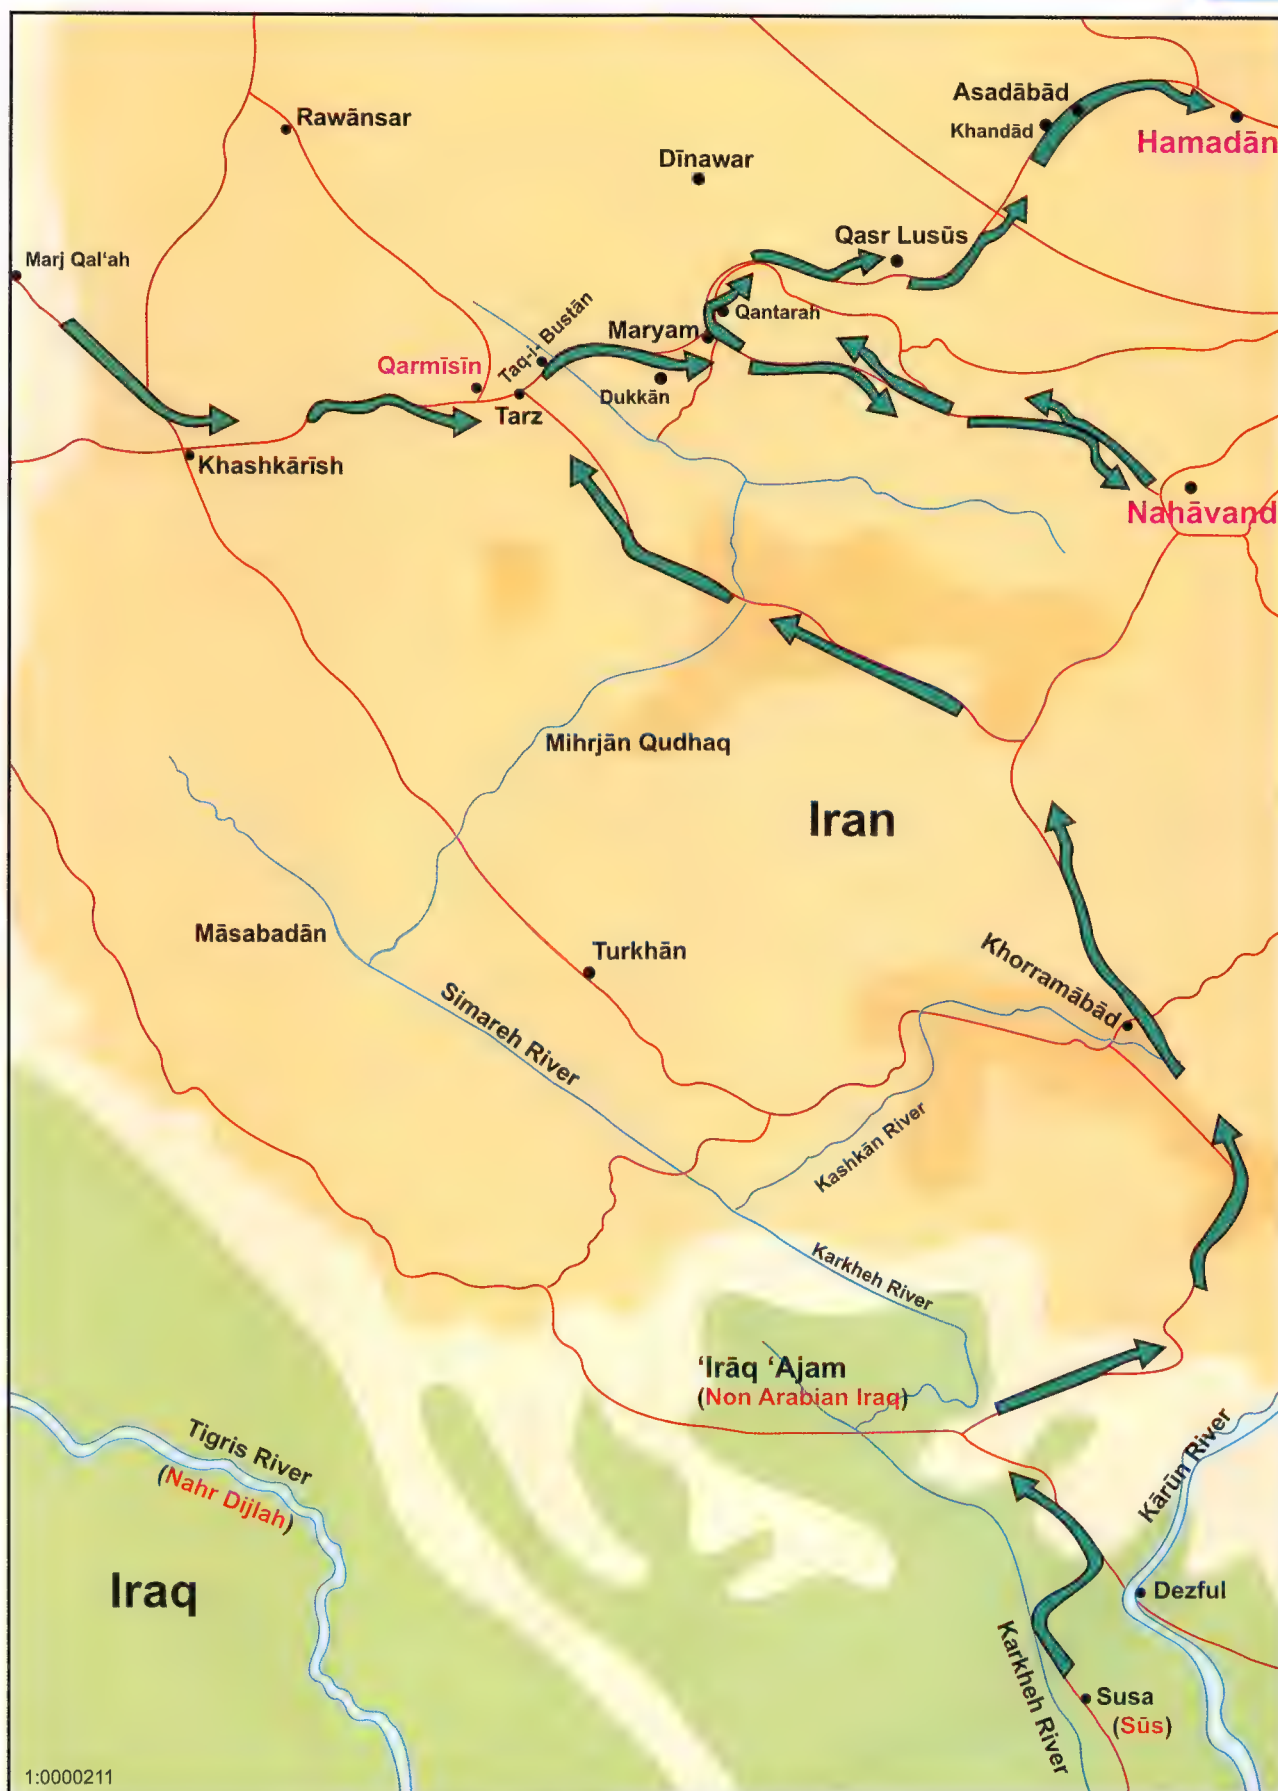 Asadābād
Rawānsar
Khandād
Hamadān
Dīnawar
Qasr Lusūs
Marj Qal‘ah
Taq-i- Bustān
Qantarah
Maryam
Qarmīsīn
Dukkān
Tarz
Khashkārīsh
Nahāvand
Mihrjān Qudhaq
Iran
Māsabadān
Turkhān
Khorramābād
Simareh River
Kashkān River
Karkheh River
‘Irāq ‘Ajam
(Non Arabian Iraq)
Tigris River
(Nahr Dijlah)
Kārūn River
Iraq
Dezful
Karkheh River
Susa
(Sūs)
1:0000211